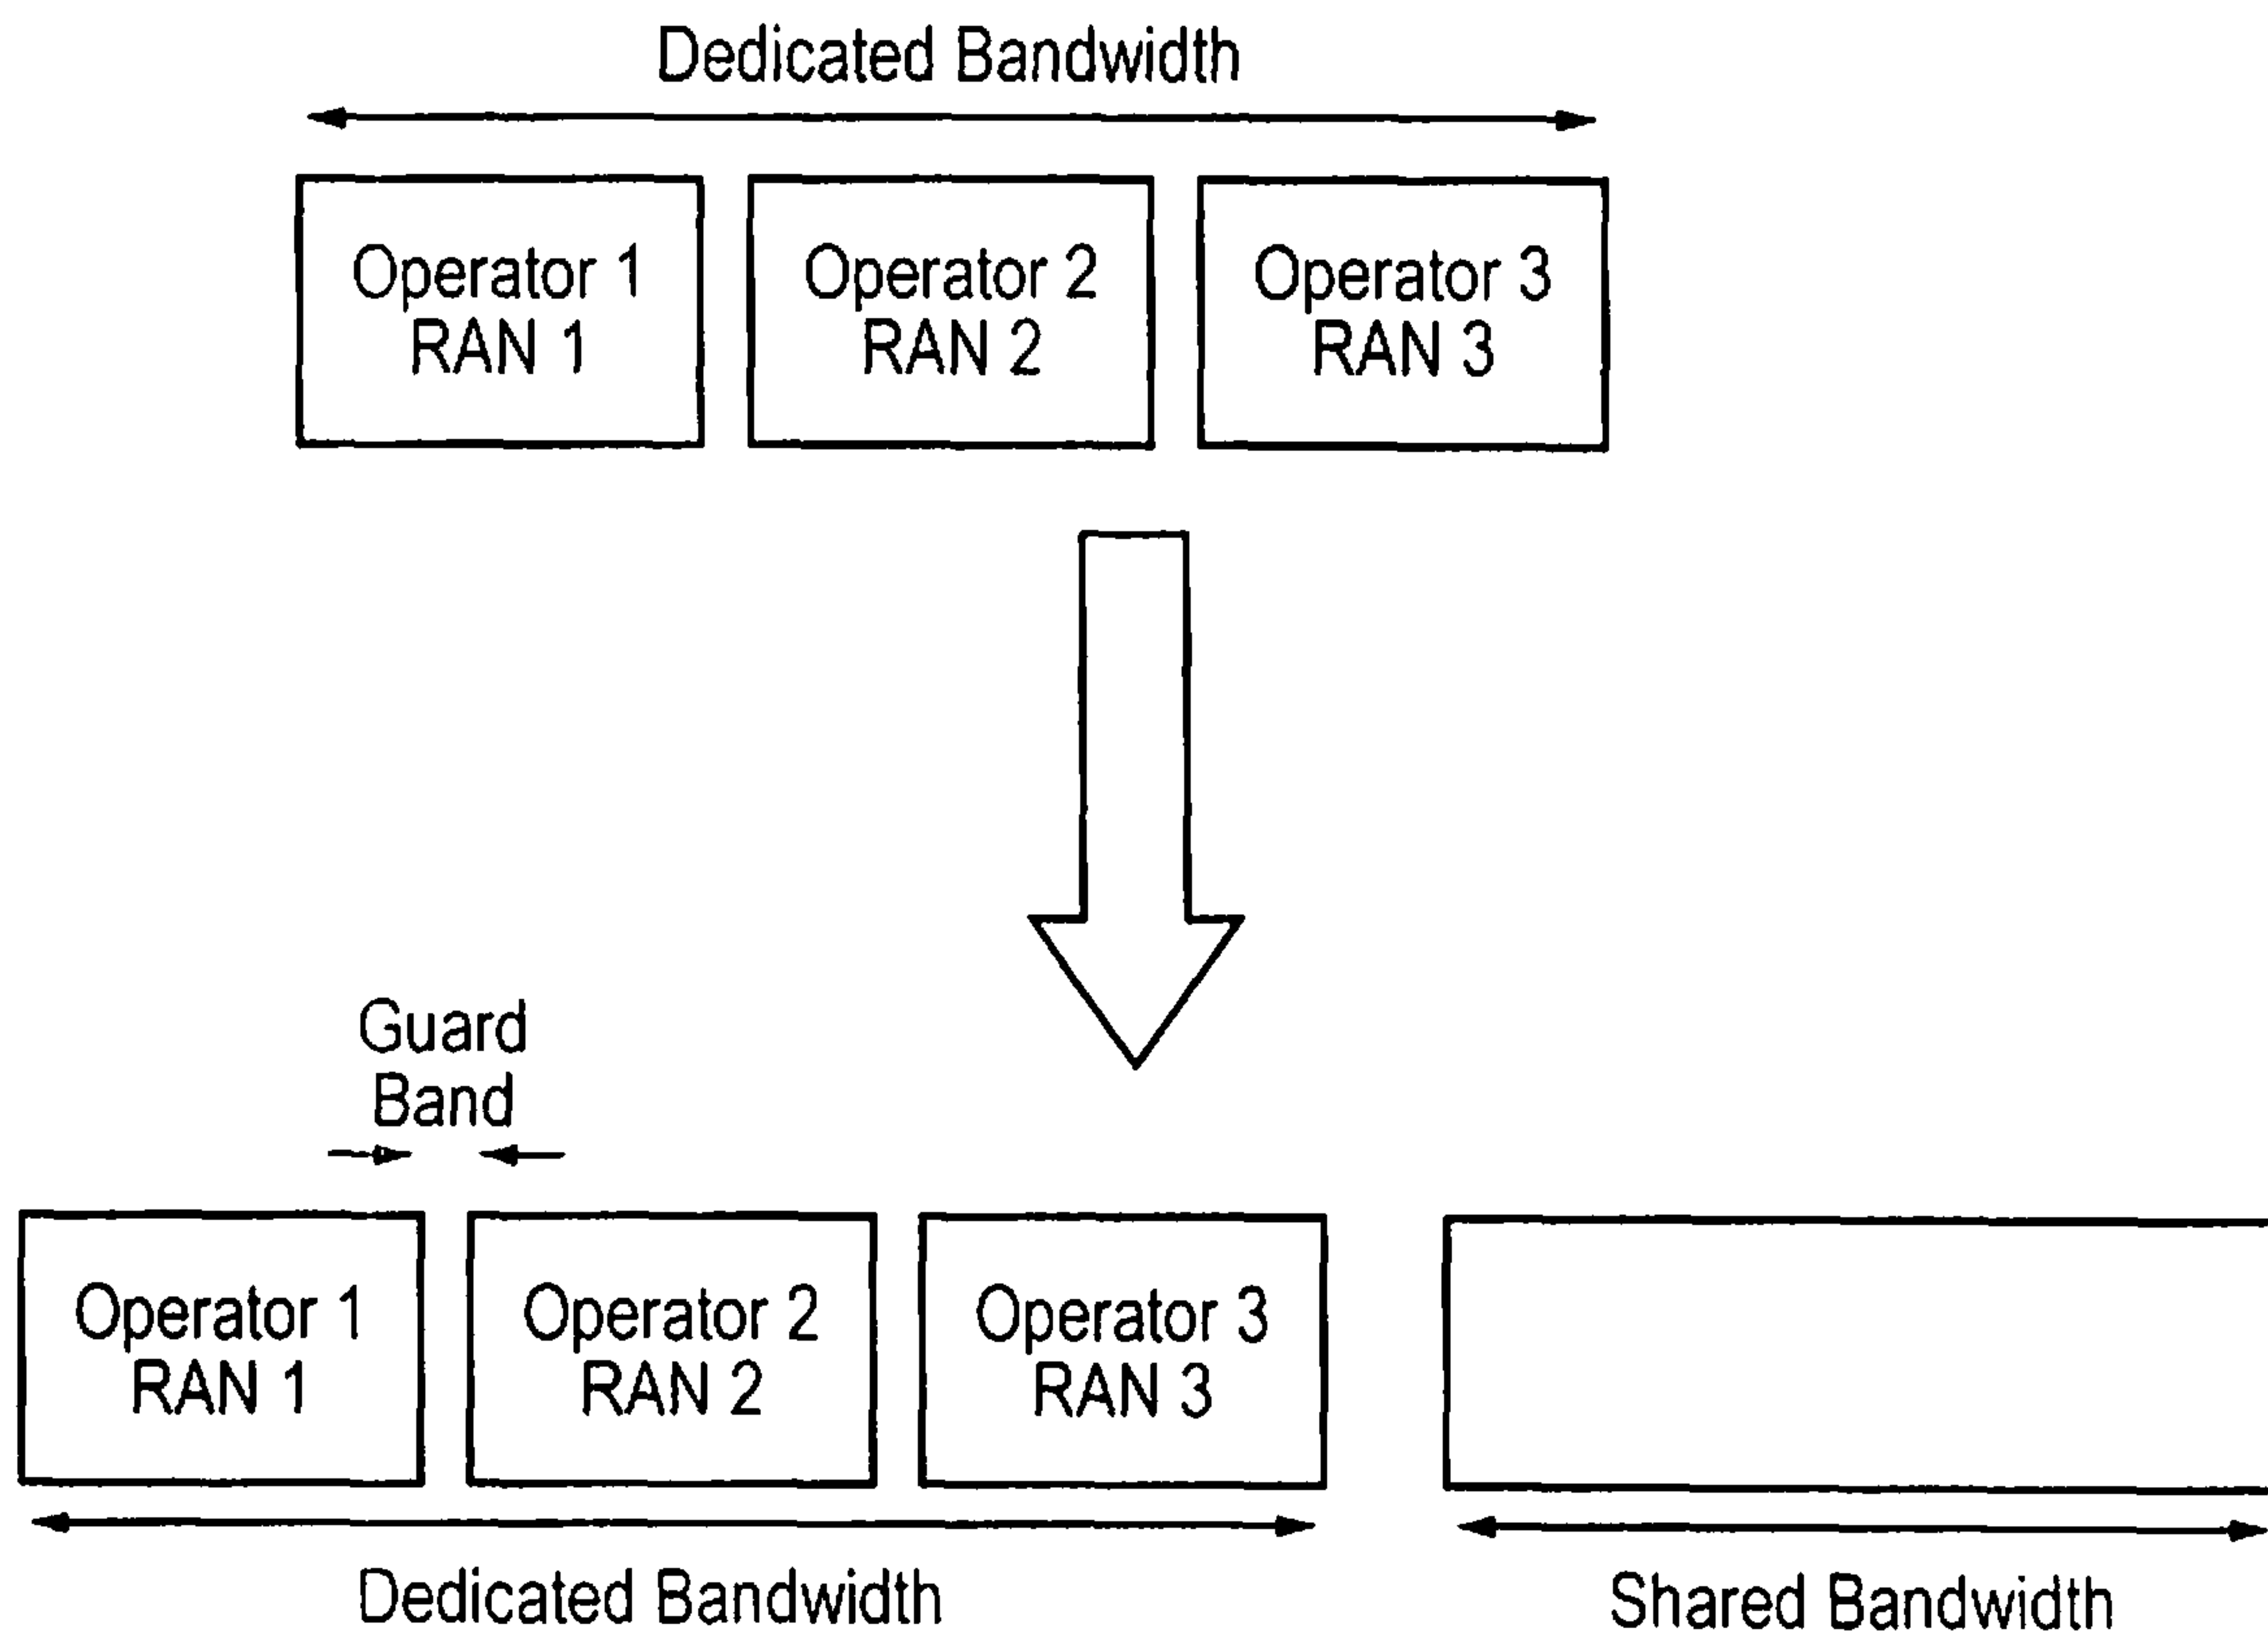 Dedicated Bandwidth
Operator 1
RAN 1
Operator 2
RAN 2
Operator 3
RAN 3
Guard
Band
Operator 1
RAN 1
Operator 2
RAN 2
Operator 3
RAN 3
Dedicated Bandwidth
Shared Bandwidth